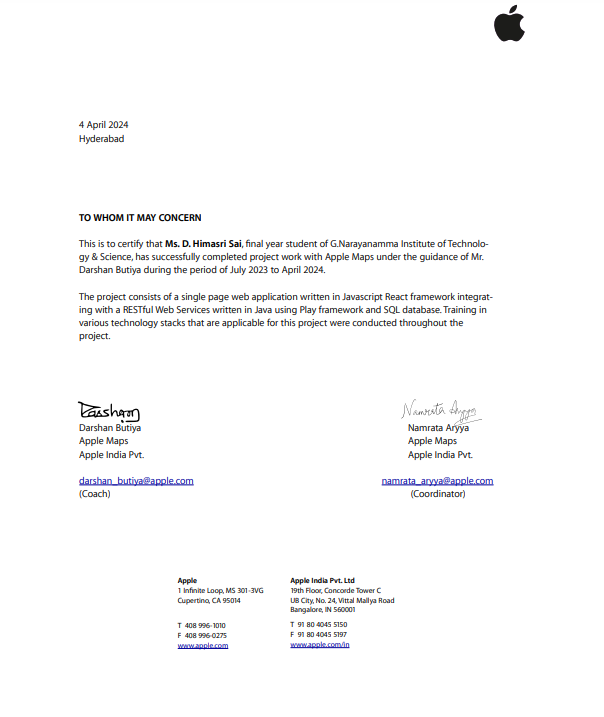 4 April 2024
Hyderabad
TO WHOM IT MAY CONCERN
This is to certify that Ms. D. Himasri Sai, final year student of G.Narayanamma Institute of Technolo-
gy & Science, has successfully completed project work with Apple Maps under the guidance of Mr.
Darshan Butiya during the period of July 2023 to April 2024.
The project consists of a single page web application written in Javascript React framework integrat-
ing with a RESTful Web Services written in Java using Play framework and SQL database. Training in
various technology stacks that are applicable for this project were conducted throughout the
project.
Darshan
Darshan Butiya
Apple Maps
Apple India Pvt.
darshan_butiya@apple.com
(Coach)
Namrata Aryya
Namrata Aryya
Apple Maps
Apple India Pvt.
namrata_aryya@apple.com
(Coordinator)
Apple
1 Infinite Loop, MS 301-3VG
Cupertino, CA 95014
T 408 996-1010
F 408 996-0275
www.apple.com
Apple India Pvt. Ltd
19th Floor, Concorde Tower C
UB City, No. 24, Vittal Mallya Road
Bangalore, IN 560001
T 91 80 4045 5150
F 91 80 4045 5197
www.apple.com/in